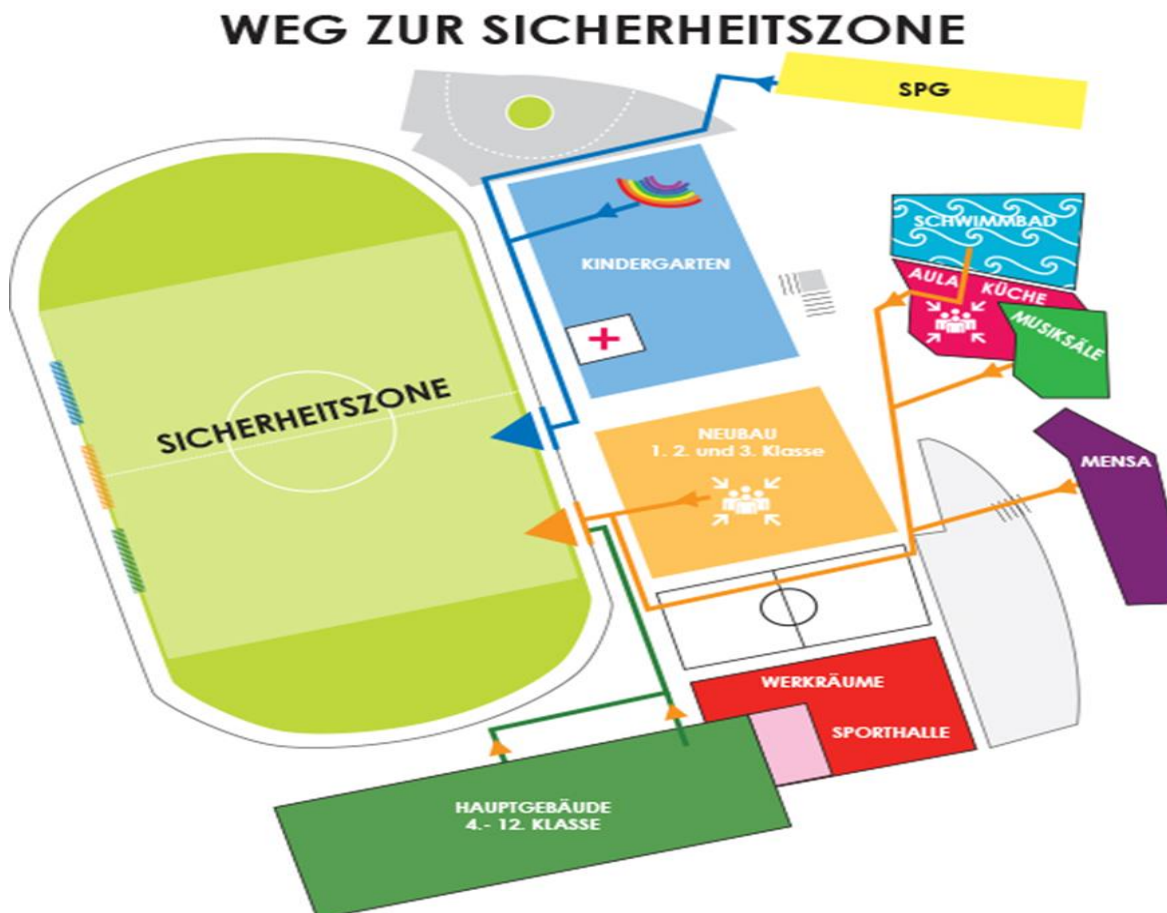 WEG ZUR SICHERHEITSZONE
SPG
SCHWIMMBAD
AULA
KÜCHE
MUSIKSÄLE
KINDERGARTEN
SICHERHEITSZONE
NEUBAU
1. 2. und 3. Klasse
MENSA
WERKRÄUME
SPORTHALLE
HAUPTGEBÄUDE
4.- 12. KLASSE